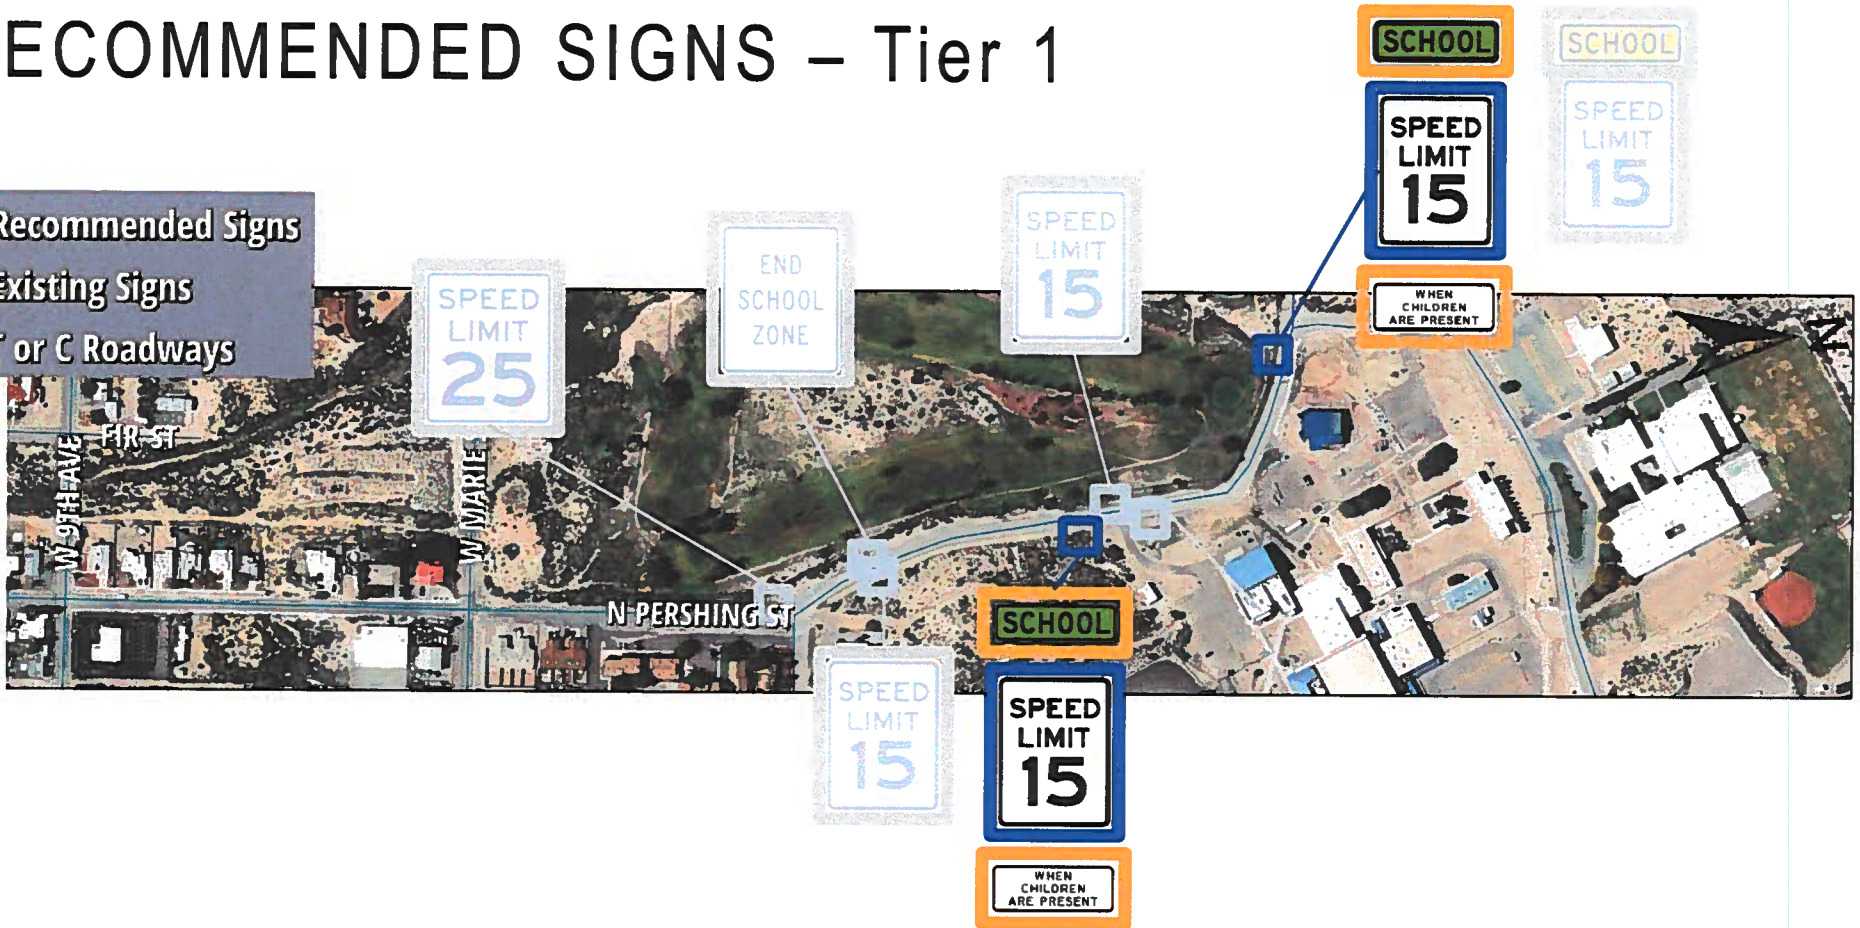 ECOMMENDED SIGNS – Tier 1
SCHOOL
SPEED
LIMIT
15
WHEN
CHILDREN
ARE PRESENT
SCHOOL
SPEED
LIMIT
15
Recommended Signs
Existing Signs
T or C Roadways
SPEED
LIMIT
25
END
SCHOOL
ZONE
SPEED
LIMIT
15
N
FIR ST
W 9TH AVE
W MARIE
N PERSHING ST
SPEED
LIMIT
15
SCHOOL
SPEED
LIMIT
15
WHEN
CHILDREN
ARE PRESENT